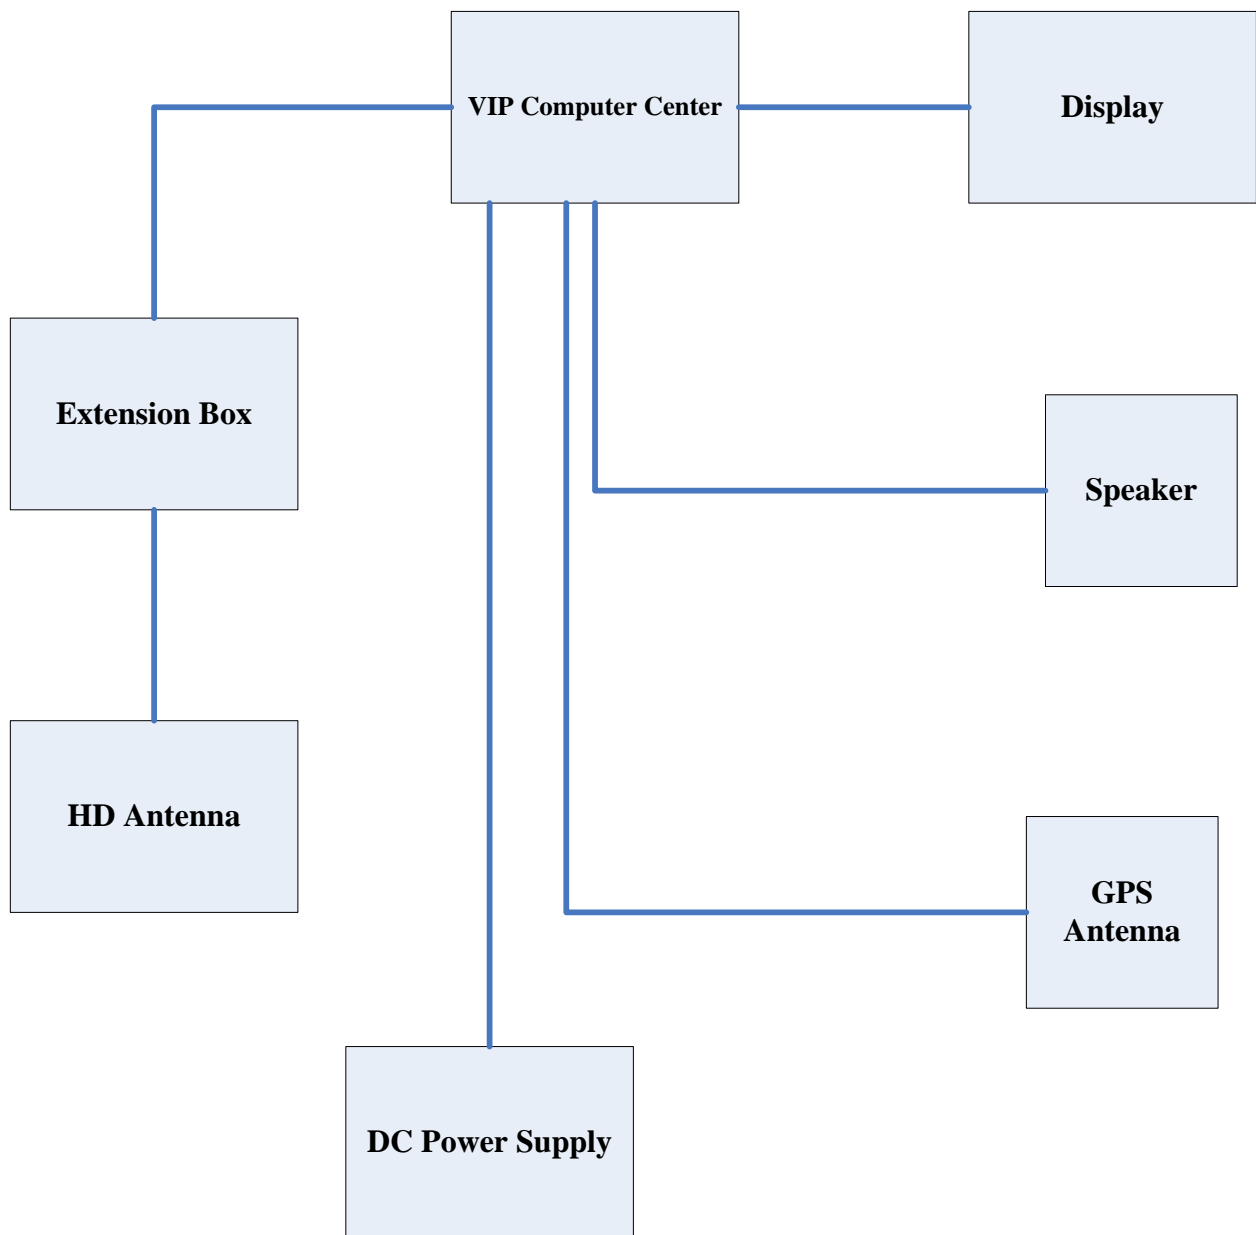 VIP Computer Center
Display
Extension Box
Speaker
HD Antenna
GPS
Antenna
DC Power Supply